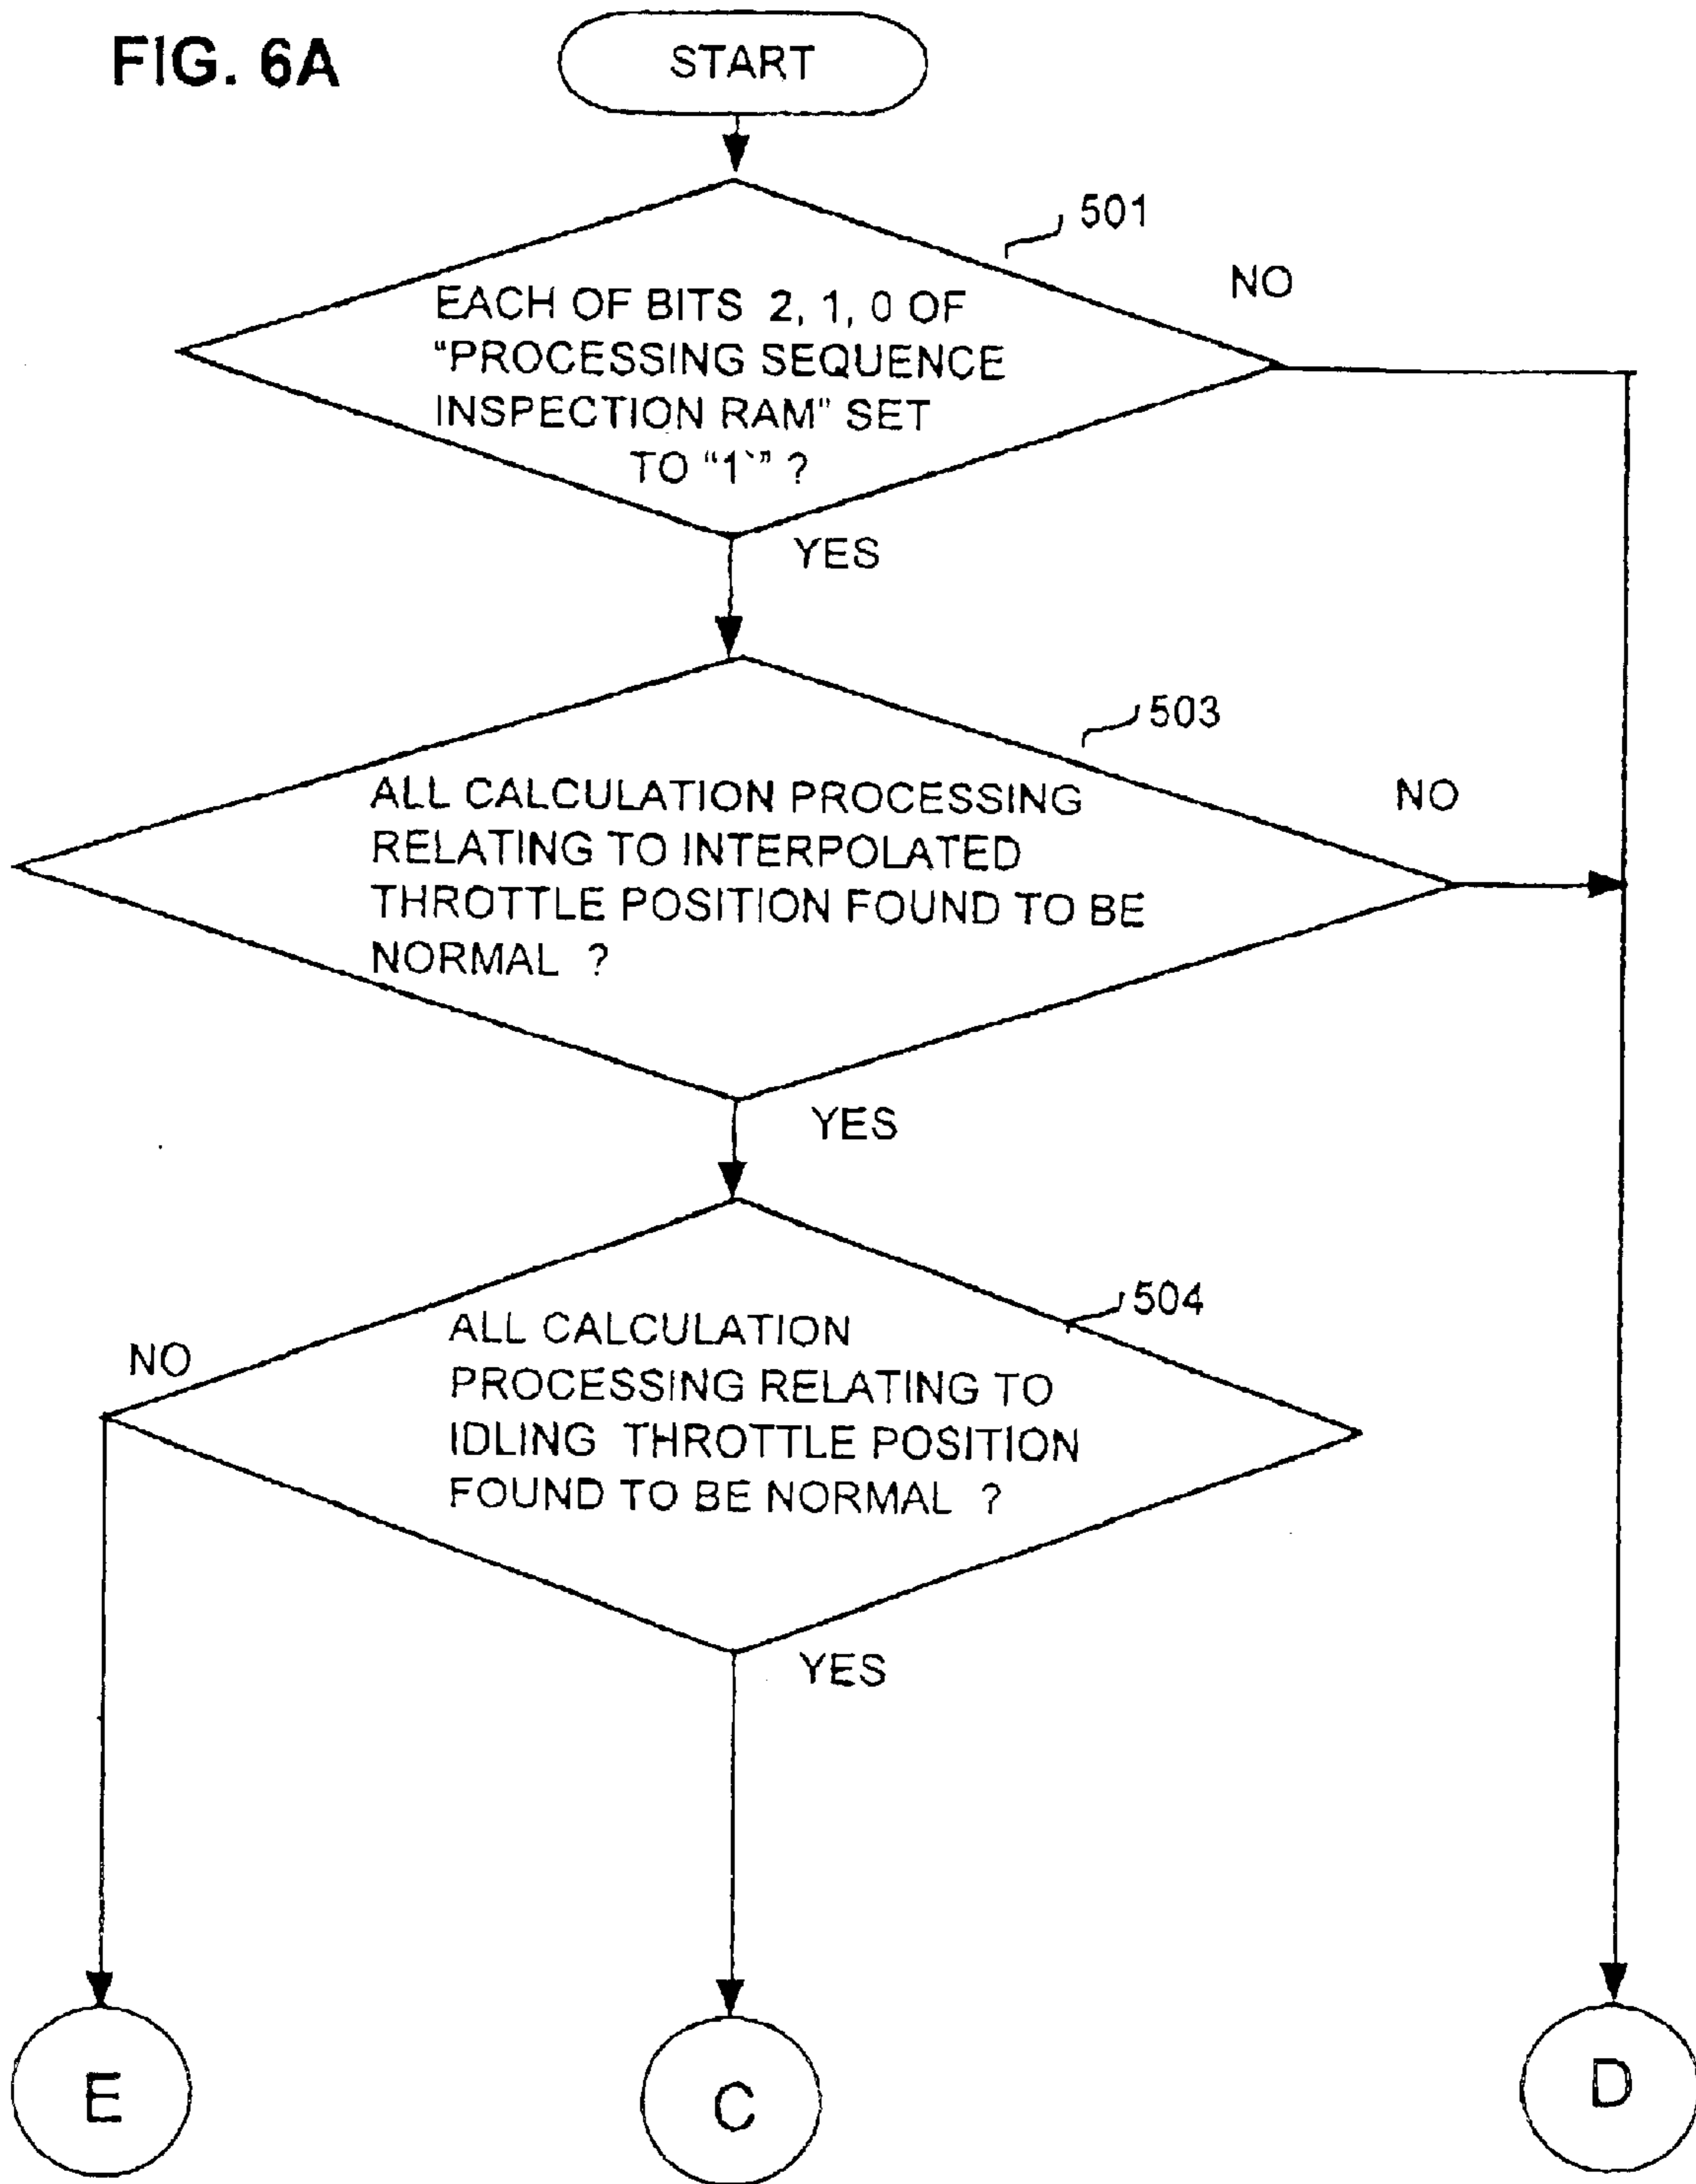 FIG. 6A
START
501
NO
EACH OF BITS 2, 1, 0 OF
"PROCESSING SEQUENCE
INSPECTION RAM" SET
TO "1`" ?
YES
503
NO
ALL CALCULATION PROCESSING
RELATING TO INTERPOLATED
THROTTLE POSITION FOUND TO BE
NORMAL ?
YES
504
NO
ALL CALCULATION
PROCESSING RELATING TO
IDLING THROTTLE POSITION
FOUND TO BE NORMAL ?
YES
E
C
D